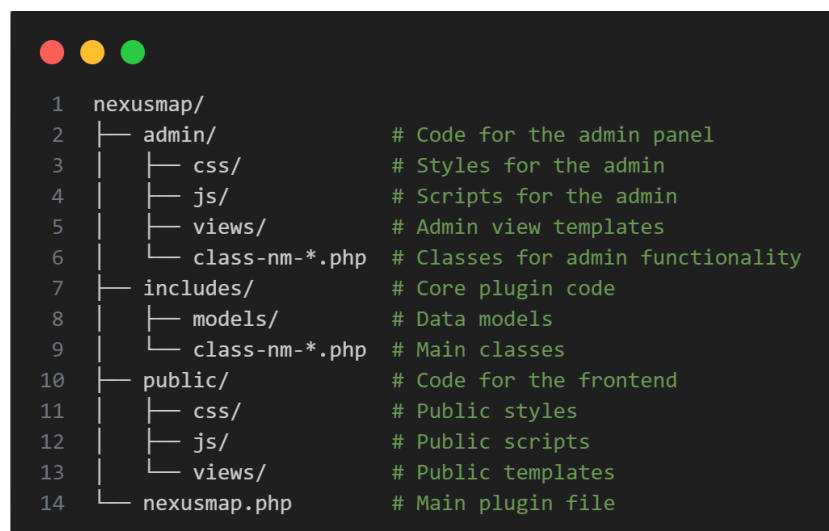 1 nexusmap/
2 ├── admin/ # Code for the admin panel
3 │ ├── css/ # Styles for the admin
4 │ ├── js/ # Scripts for the admin
5 │ ├── views/ # Admin view templates
6 │ └── class-nm-*.php # Classes for admin functionality
7 ├── includes/ # Core plugin code
8 │ ├── models/ # Data models
9 │ └── class-nm-*.php # Main classes
10 ├── public/ # Code for the frontend
11 │ ├── css/ # Public styles
12 │ ├── js/ # Public scripts
13 │ └── views/ # Public templates
14 └── nexusmap.php # Main plugin file